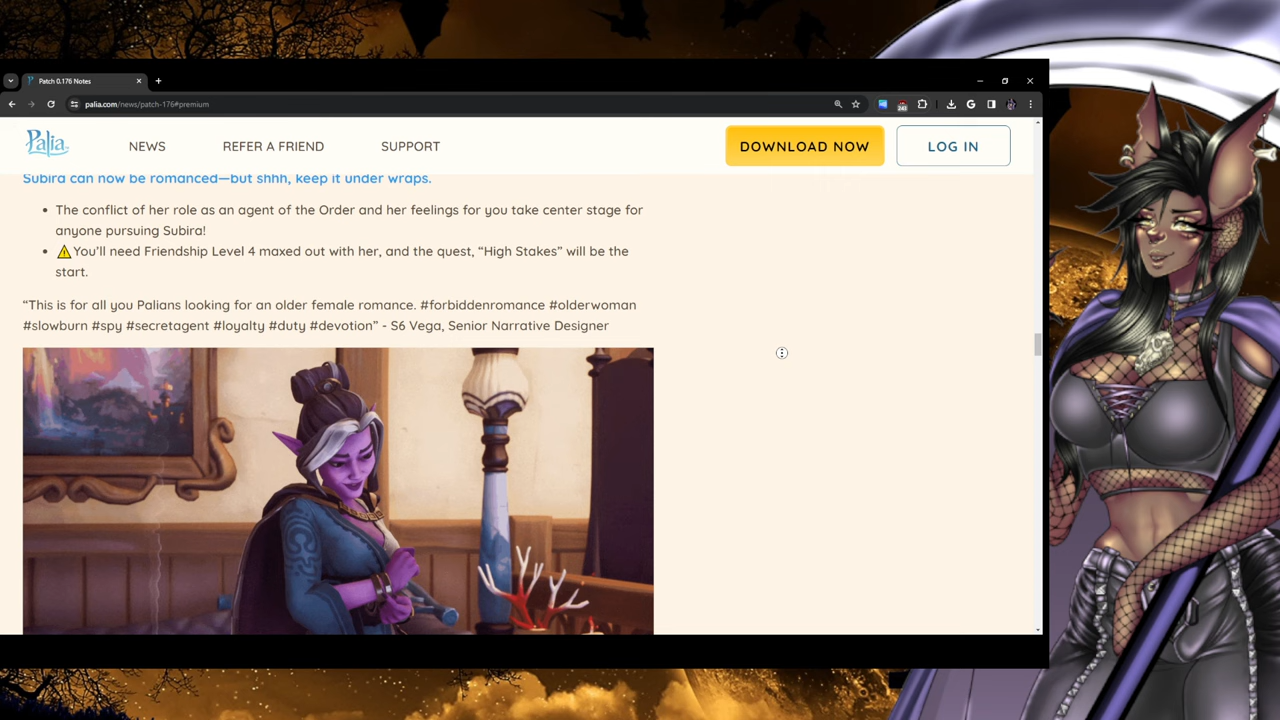 Patch 0.176 Notes
palia.com/news/patch-176#premium
243
Palia
NEWS
REFER A FRIEND
SUPPORT
DOWNLOAD NOW
LOG IN
Subira can now be romanced—but shhh, keep it under wraps.
• The conflict of her role as an agent of the Order and her feelings for you take center stage for
anyone pursuing Subira!
• ⚠️You’ll need Friendship Level 4 maxed out with her, and the quest, “High Stakes” will be the
start.
“This is for all you Palians looking for an older female romance. #forbiddenromance #olderwoman
#slowburn #spy #secretagent #loyalty #duty #devotion” - S6 Vega, Senior Narrative Designer